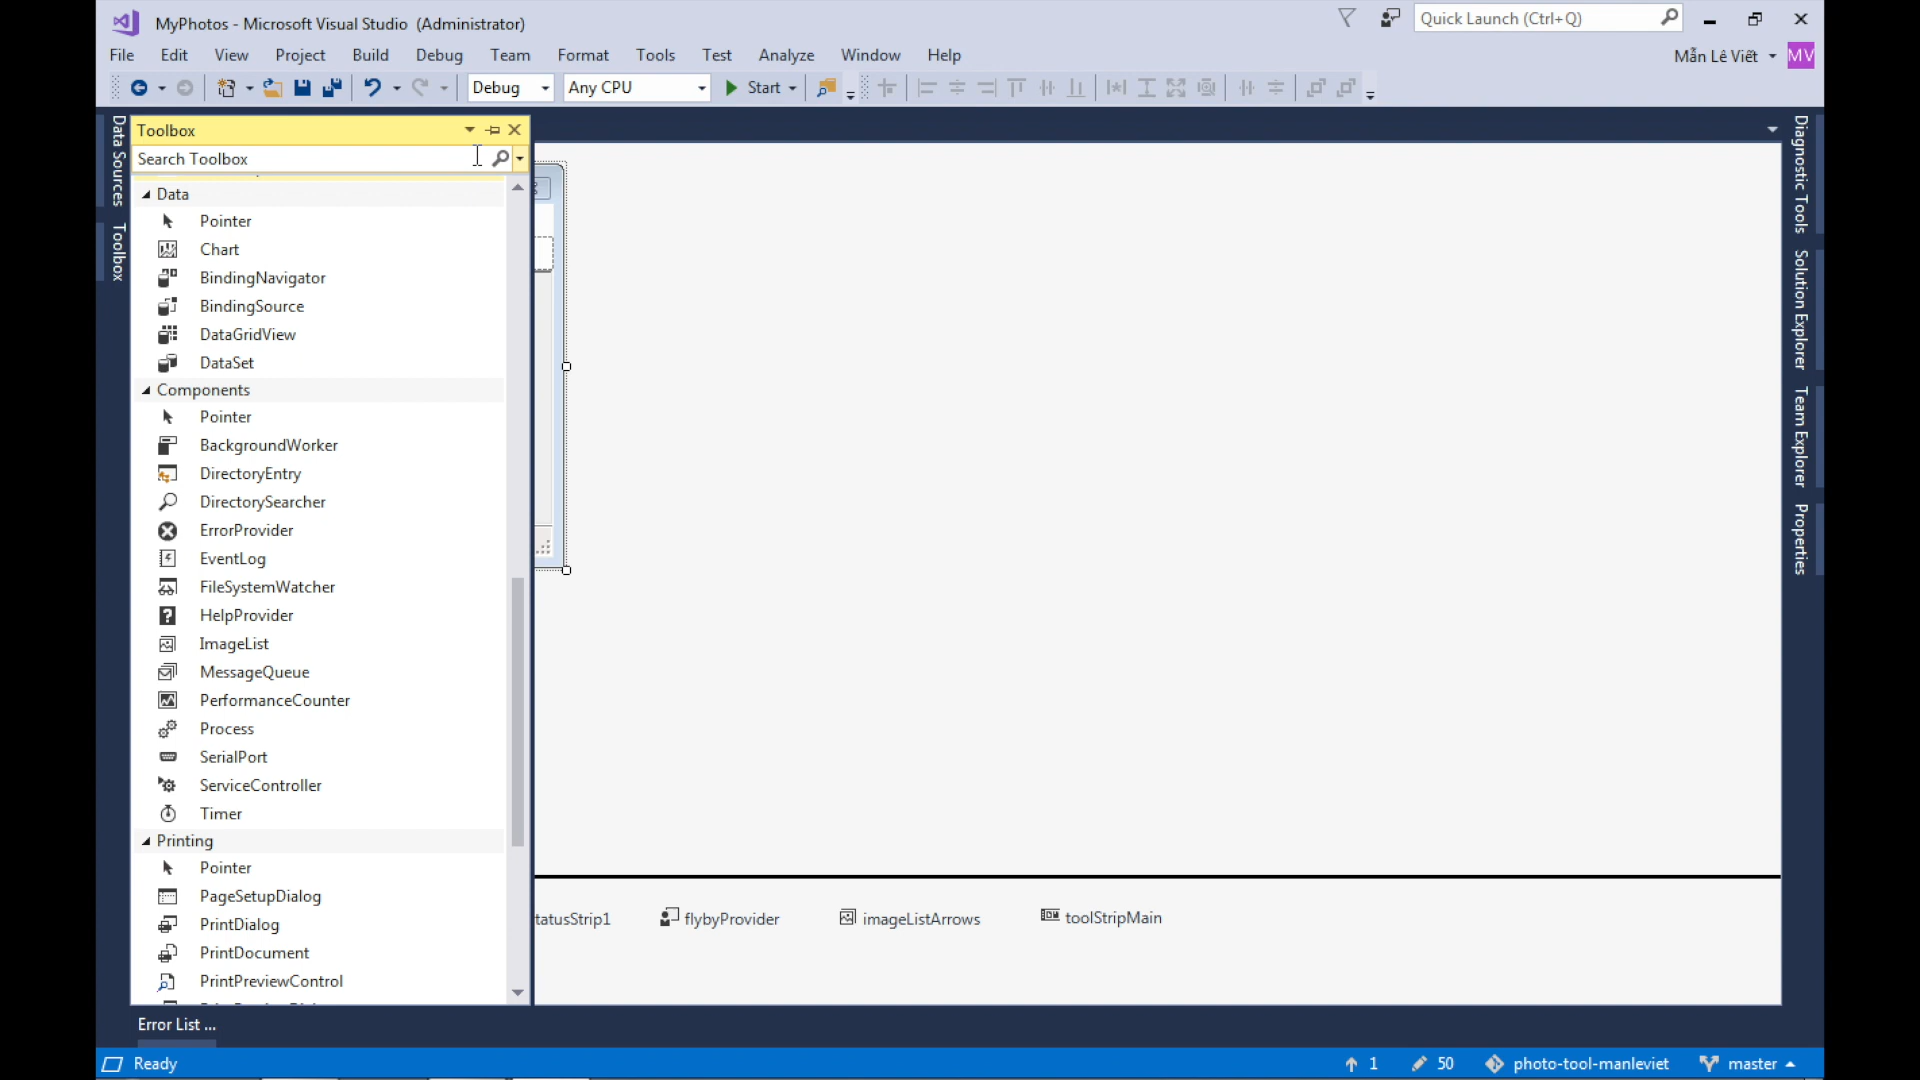 MyPhotos - Microsoft Visual Studio (Administrator)
Quick Launch (Ctrl+Q)
File Edit View Project Build Debug Team Format Tools Test Analyze Window Help
Mẫn Lê Viết MV
Debug Any CPU Start
Data Sources
Toolbox
Toolbox
Search Toolbox
Data
Pointer
Chart
BindingNavigator
BindingSource
DataGridView
DataSet
Components
Pointer
BackgroundWorker
DirectoryEntry
DirectorySearcher
ErrorProvider
EventLog
FileSystemWatcher
HelpProvider
ImageList
MessageQueue
PerformanceCounter
Process
SerialPort
ServiceController
Timer
Printing
Pointer
PageSetupDialog
PrintDialog
PrintDocument
PrintPreviewControl
tatusStrip1 flybyProvider imageListArrows toolStripMain
Diagnostic Tools
Solution Explorer
Team Explorer
Properties
Error List ...
Ready 1 50 photo-tool-manleviet master